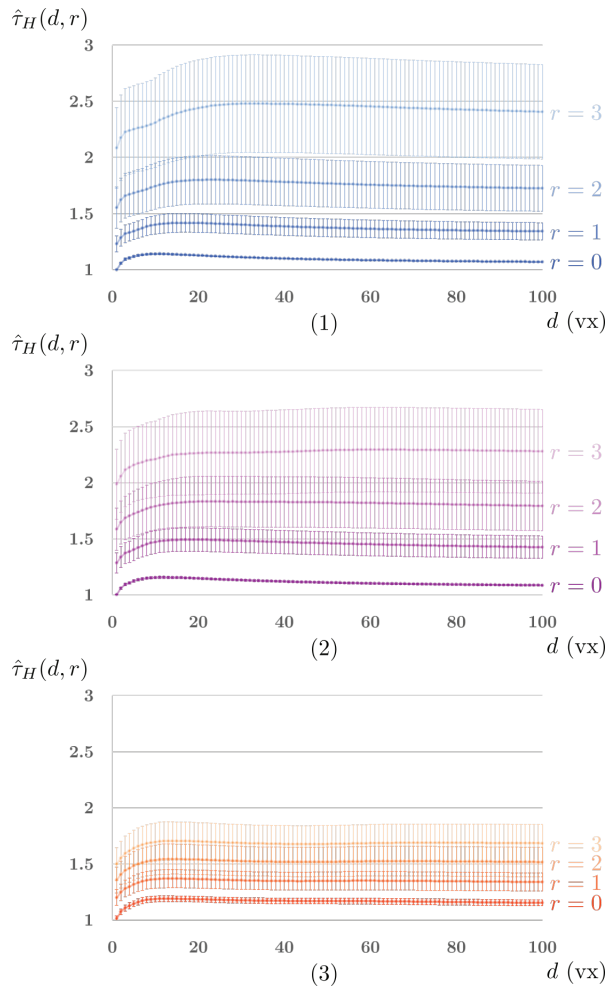 τ̂_H(d, r)
3
2.5
r = 3
2
r = 2
1.5
r = 1
r = 0
1
0 20 40 60 80 100
(1) d (vx)
τ̂_H(d, r)
3
2.5
r = 3
2
r = 2
1.5
r = 1
r = 0
1
0 20 40 60 80 100
(2) d (vx)
τ̂_H(d, r)
3
2.5
2
r = 3
r = 2
1.5
r = 1
r = 0
1
0 20 40 60 80 100
(3) d (vx)